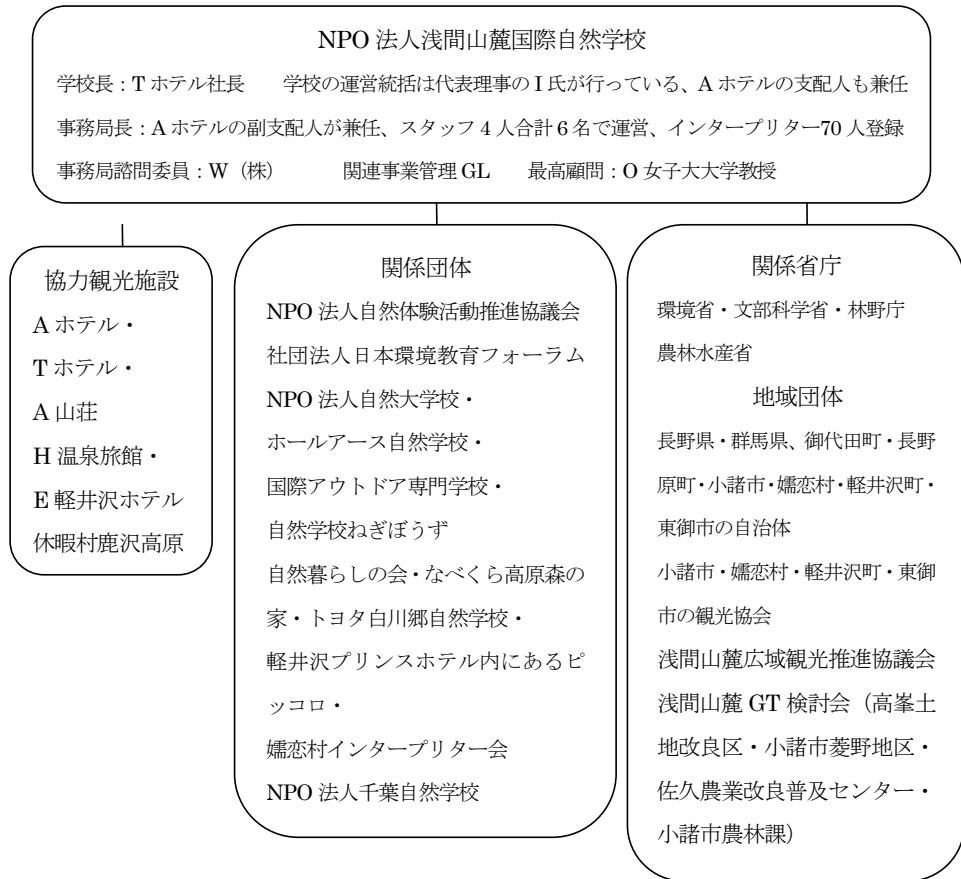 NPO 法人浅間山麓国際自然学校
学校長：T ホテル社長　　学校の運営統括は代表理事の I 氏が行っている、A ホテルの支配人も兼任
事務局長：A ホテルの副支配人が兼任、スタッフ 4 人合計 6 名で運営、インタープリター70 人登録
事務局諮問委員：W（株）　　　関連事業管理 GL　　最高顧問：O 女子大大学教授
協力観光施設
A ホテル・
T ホテル・
A 山荘
H 温泉旅館・
E 軽井沢ホテル
休暇村鹿沢高原
関係団体
NPO 法人自然体験活動推進協議会
社団法人日本環境教育フォーラム
NPO 法人自然大学校・
ホールアース自然学校・
国際アウトドア専門学校・
自然学校ねぎぼうず
自然暮らしの会・なべくら高原森の
家・トヨタ白川郷自然学校・
軽井沢プリンスホテル内にあるピ
ッコロ・
嬬恋村インタープリター会
NPO 法人千葉自然学校
関係省庁
環境省・文部科学省・林野庁
農林水産省
地域団体
長野県・群馬県、御代田町・長野
原町・小諸市・嬬恋村・軽井沢町・
東御市の自治体
小諸市・嬬恋村・軽井沢町・東御
市の観光協会
浅間山麓広域観光推進協議会
浅間山麓 GT 検討会（高峯土
地改良区・小諸市菱野地区・
佐久農業改良普及センター・
小諸市農林課）